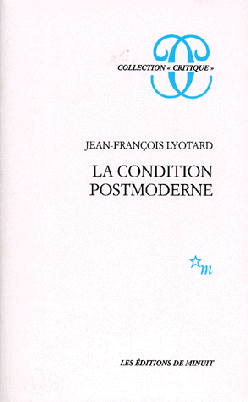 COLLECTION « CRITIQUE »
JEAN-FRANÇOIS LYOTARD
LA CONDITION
POSTMODERNE
m
LES ÉDITIONS DE MINUIT